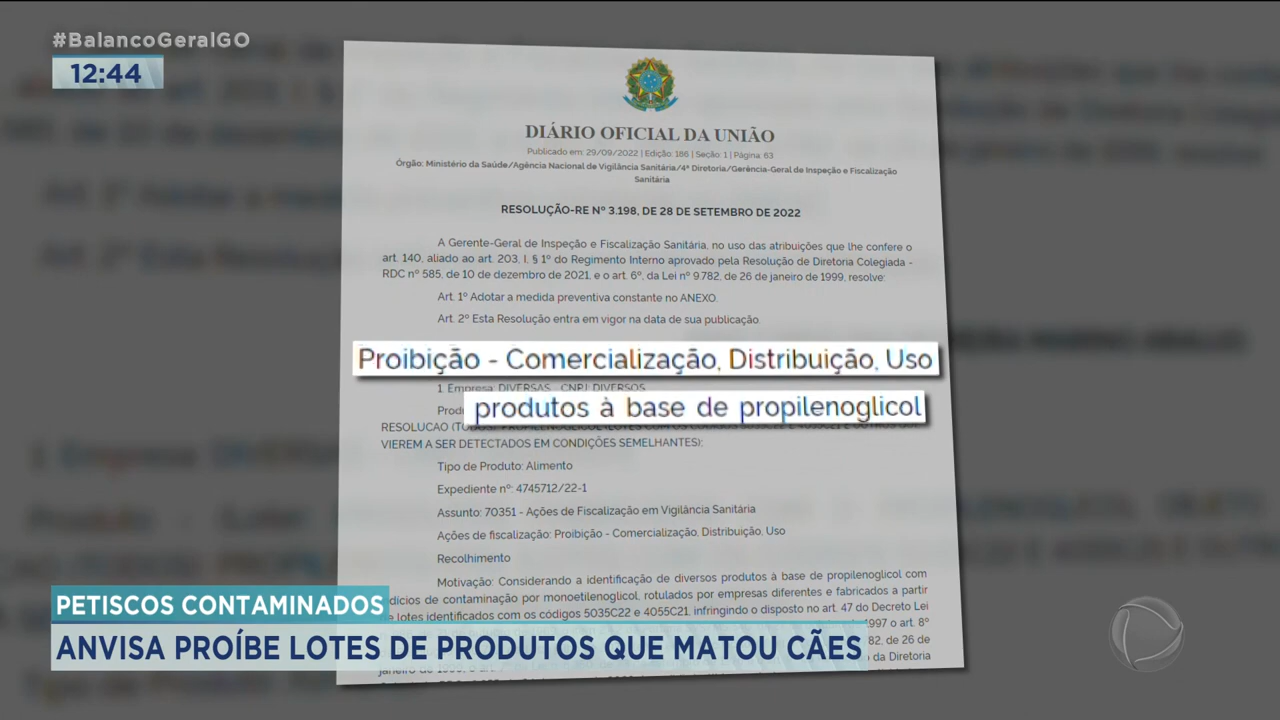 #BalancoGeralGO
12:44
DIÁRIO OFICIAL DA UNIÃO
Publicado em: 29/09/2022 | Edição: 186 | Seção: 1 | Página: 63
Órgão: Ministério da Saúde/Agência Nacional de Vigilância Sanitária/4ª Diretoria/Gerência-Geral de Inspeção e Fiscalização
Sanitária
RESOLUÇÃO-RE Nº 3.198, DE 28 DE SETEMBRO DE 2022
A Gerente-Geral de Inspeção e Fiscalização Sanitária, no uso das atribuições que lhe confere o
art. 140, aliado ao art. 203, I, § 1º do Regimento Interno aprovado pela Resolução de Diretoria Colegiada -
RDC nº 585, de 10 de dezembro de 2021, e o art. 6º, da Lei nº 9.782, de 26 de janeiro de 1999, resolve:
Art. 1º Adotar a medida preventiva constante no ANEXO.
Art. 2º Esta Resolução entra em vigor na data de sua publicação.
Proibição - Comercialização, Distribuição, Uso
1. Empresa: DIVERSAS - CNPJ: DIVERSOS
produtos à base de propilenoglicol
VIEREM A SER DETECTADOS EM CONDIÇÕES SEMELHANTES);
Tipo de Produto: Alimento
Expediente nº: 4745712/22-1
Assunto: 70351 - Ações de Fiscalização em Vigilância Sanitária
Ações de fiscalização: Proibição - Comercialização, Distribuição, Uso
Recolhimento
Motivação: Considerando a identificação de diversos produtos à base de propilenoglicol com
indícios de contaminação por monoetilenoglicol, rotulados por empresas diferentes e fabricados a partir
de lotes identificados com os códigos 5035C22 e 4055C21, infringindo o disposto no art. 47 do Decreto Lei
1997 o art. 8º
82, de 26 de
da Diretoria
PETISCOS CONTAMINADOS
ANVISA PROÍBE LOTES DE PRODUTOS QUE MATOU CÃES